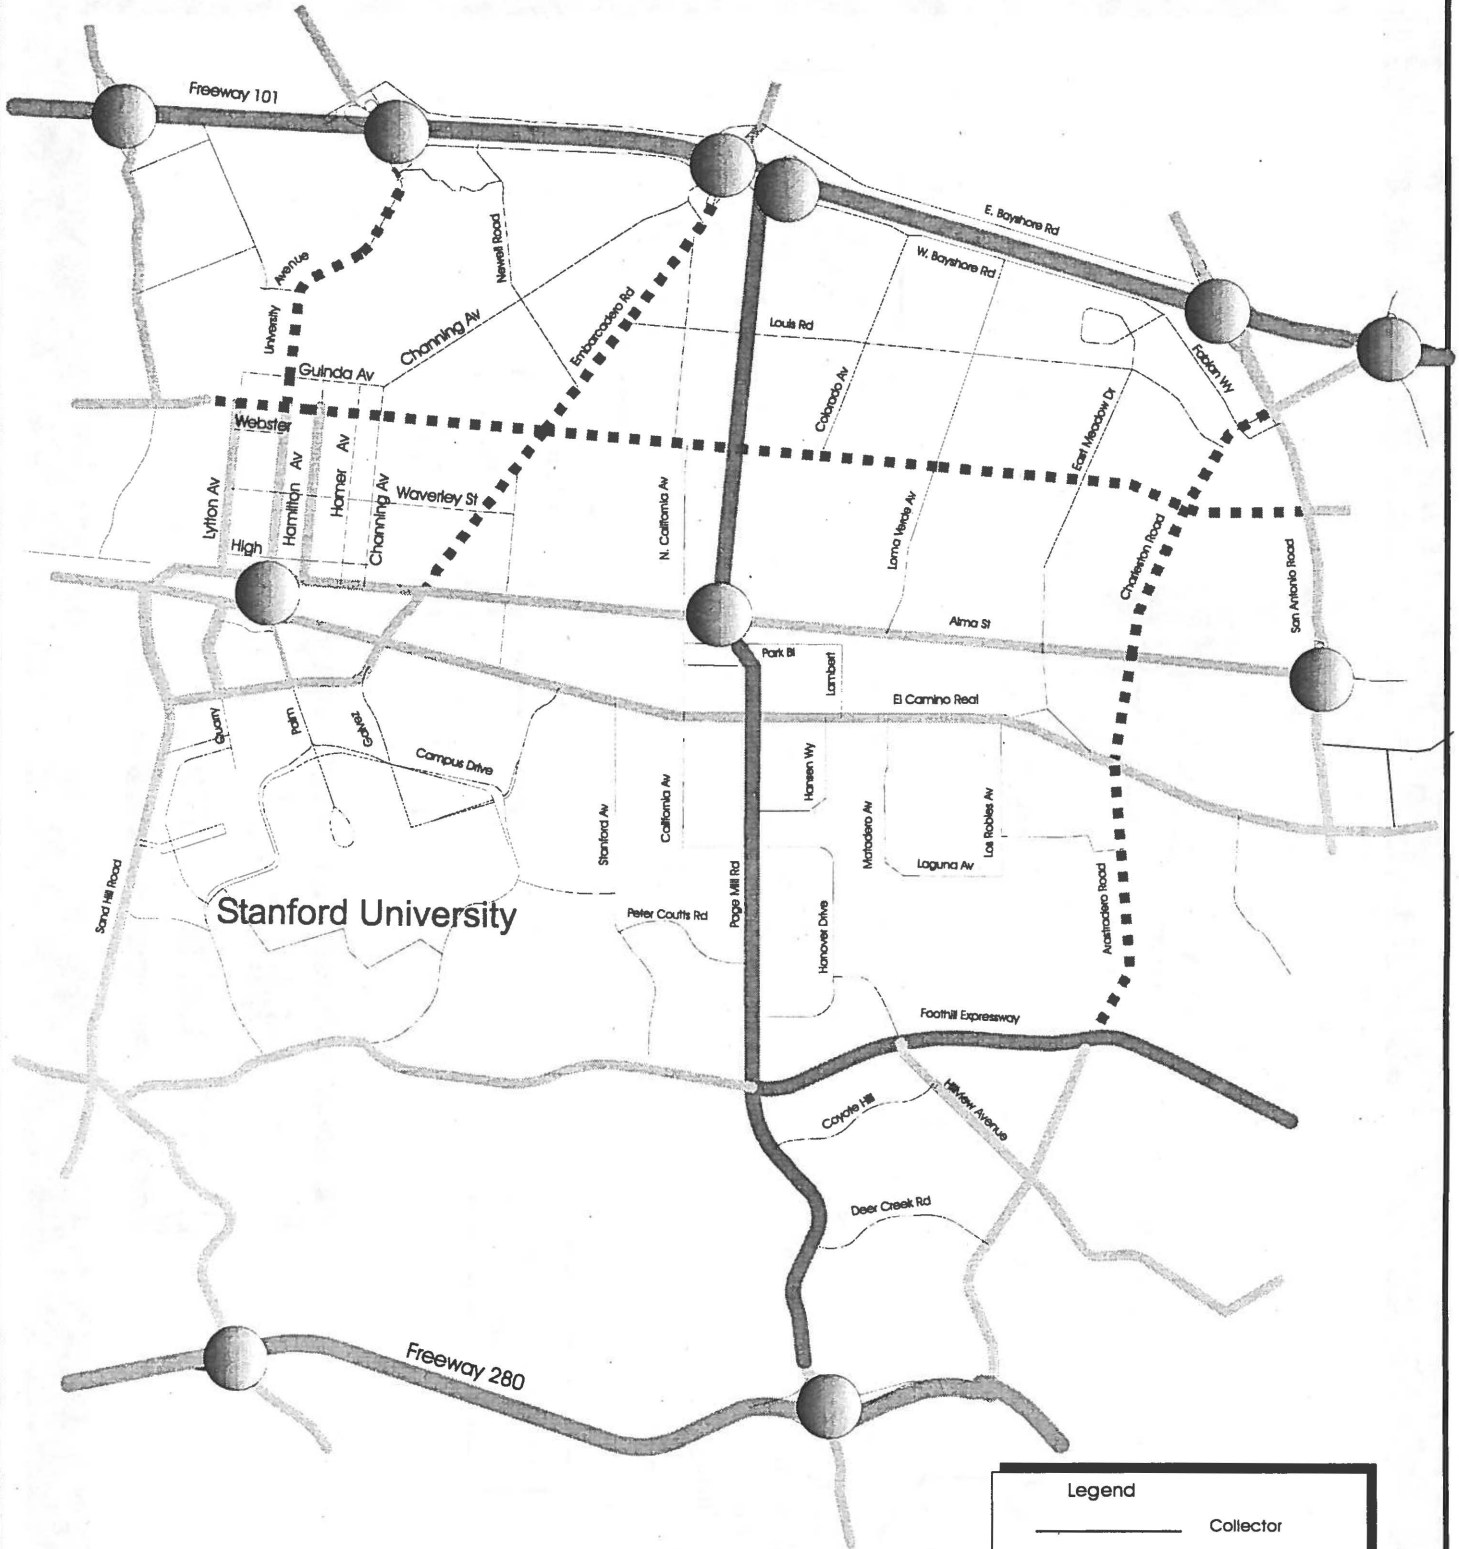 Freeway 101
E. Bayshore Rd
W. Bayshore Rd
Newell Road
Avenue
University
Embarcadero Rd
Channing Av
Louis Rd
Fabian Wy
Guinda Av
Colorado Av
East Meadow Dr
Webster
Lytton Av
Hamilton Av
Homer Av
Channing Av
Waverley St
N. California Av
Loma Verde Av
Charleston Road
San Antonio Road
High
Alma St
Park Bl
Lambert
El Camino Real
Quarry
Palm
Galvez
Campus Drive
Stanford Av
California Av
Hansen Wy
Matadero Av
Los Robles Av
Laguna Av
Sand Hill Road
Stanford University
Peter Coutts Rd
Page Mill Rd
Hanover Drive
Arastradero Road
Foothill Expressway
Coyote Hill
Hillview Avenue
Deer Creek Rd
Freeway 280
Legend
Collector